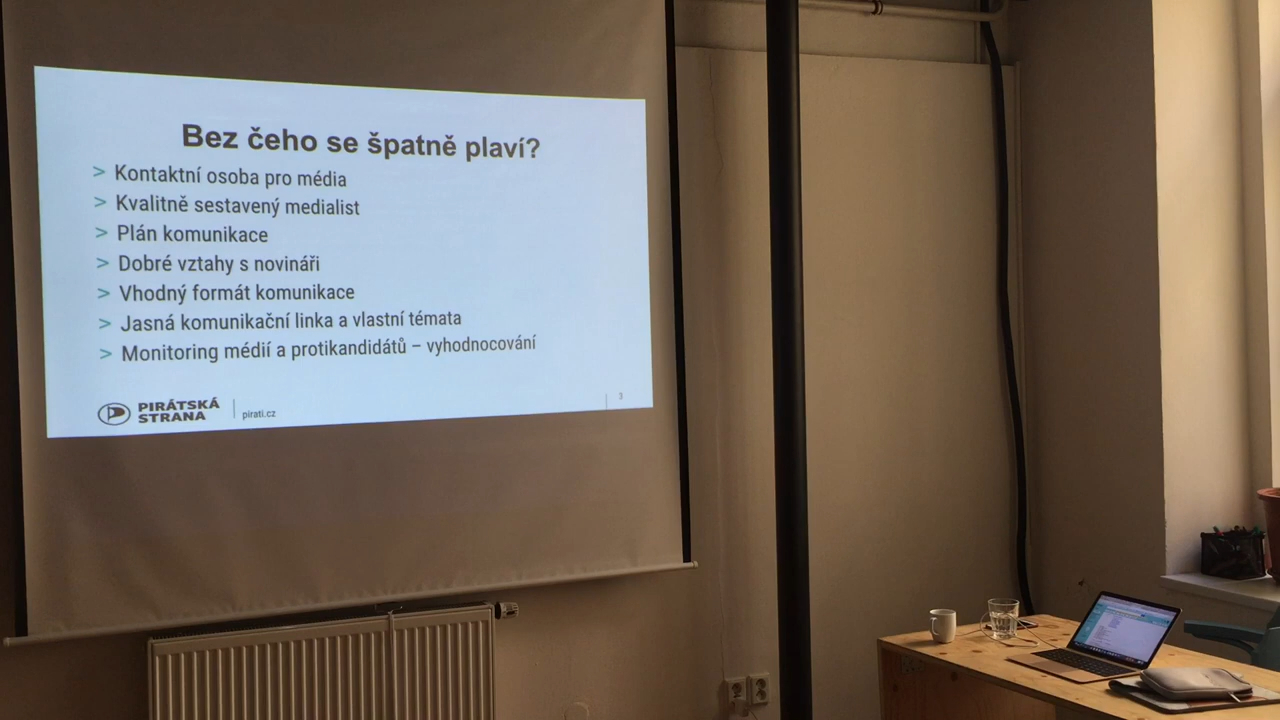 Bez čeho se špatně plaví?
> Kontaktní osoba pro média
> Kvalitně sestavený medialist
> Plán komunikace
> Dobré vztahy s novináři
> Vhodný formát komunikace
> Jasná komunikační linka a vlastní témata
> Monitoring médií a protikandidátů – vyhodnocování
PIRÁTSKÁ
STRANA
pirati.cz
3